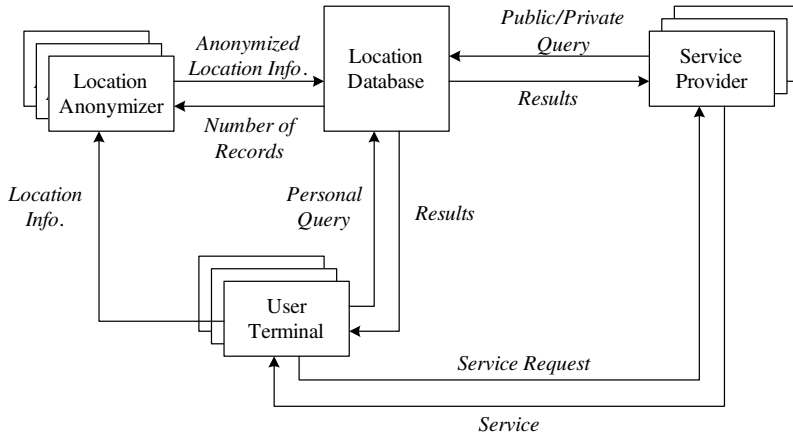 Public/Private
Query
Anonymized
Location Info.
Location
Database
Service
Provider
Location
Anonymizer
Results
Number of
Records
Location
Info.
Personal
Query
Results
User
Terminal
Service Request
Service